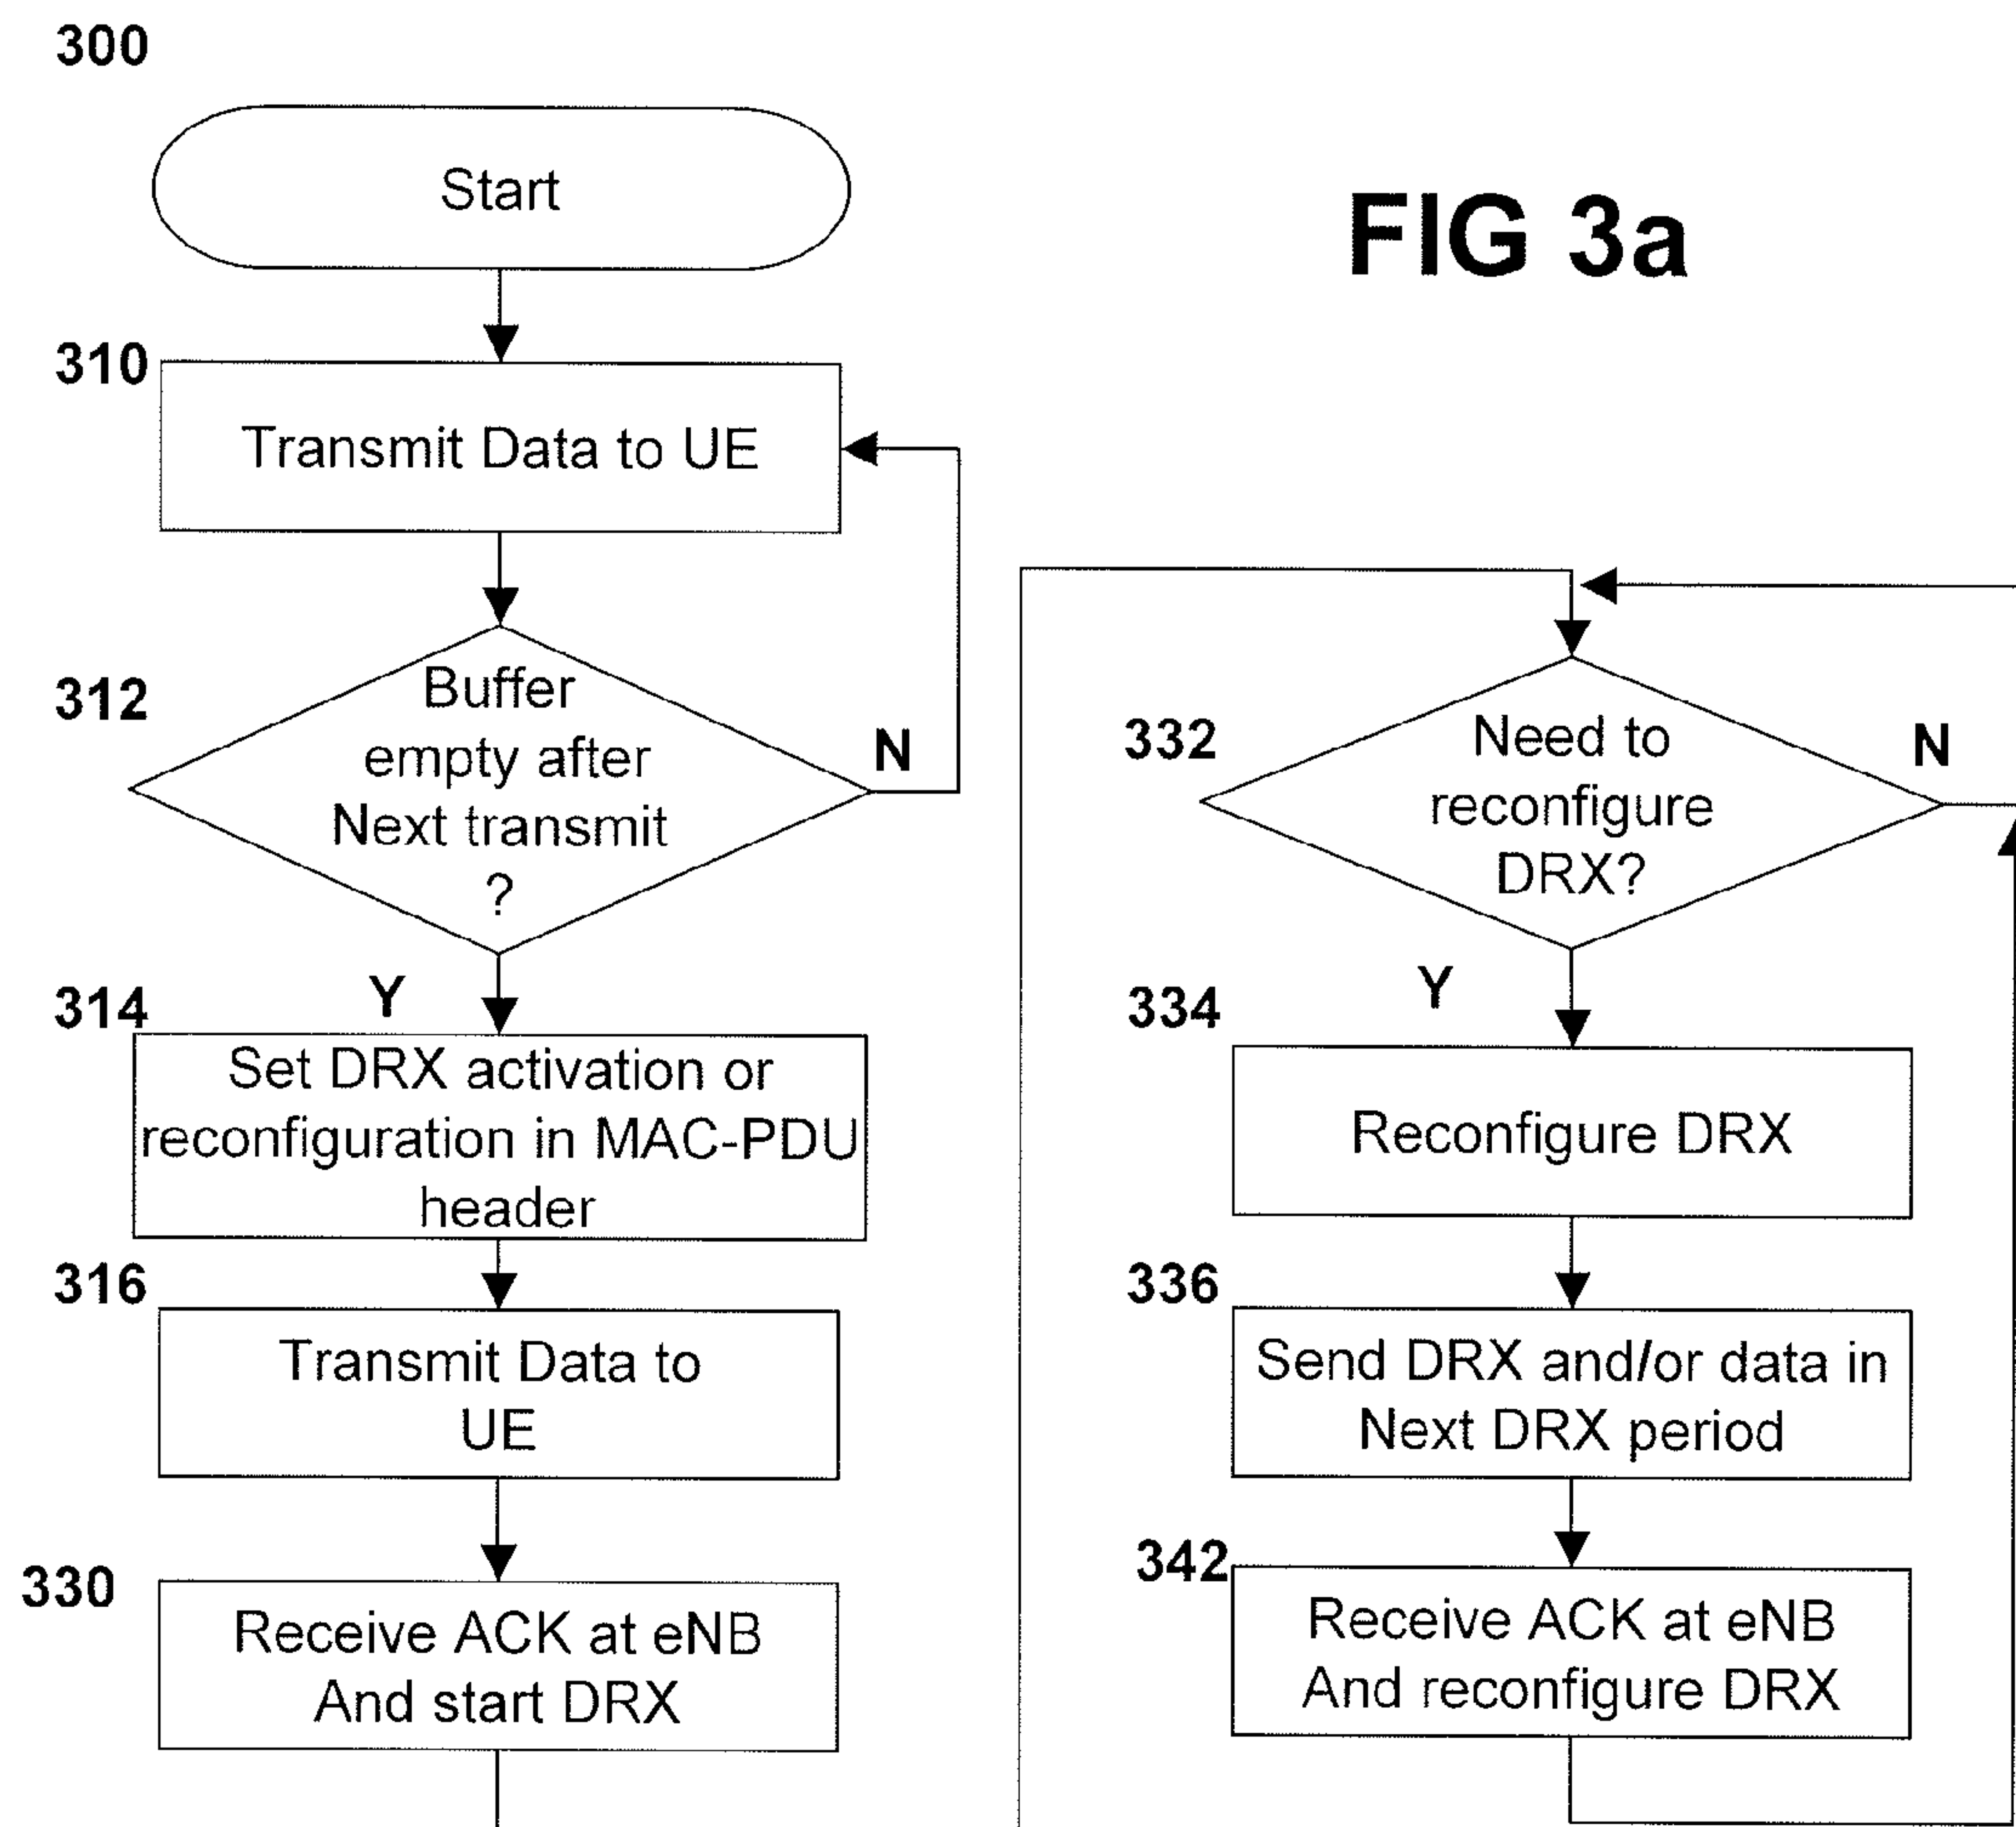 300
Start
FIG 3a
310
Transmit Data to UE
312
Buffer
empty after
Next transmit
?
N
Y
314
Set DRX activation or
reconfiguration in MAC-PDU
header
316
Transmit Data to
UE
330
Receive ACK at eNB
And start DRX
332
Need to
reconfigure
DRX?
N
Y
334
Reconfigure DRX
336
Send DRX and/or data in
Next DRX period
342
Receive ACK at eNB
And reconfigure DRX